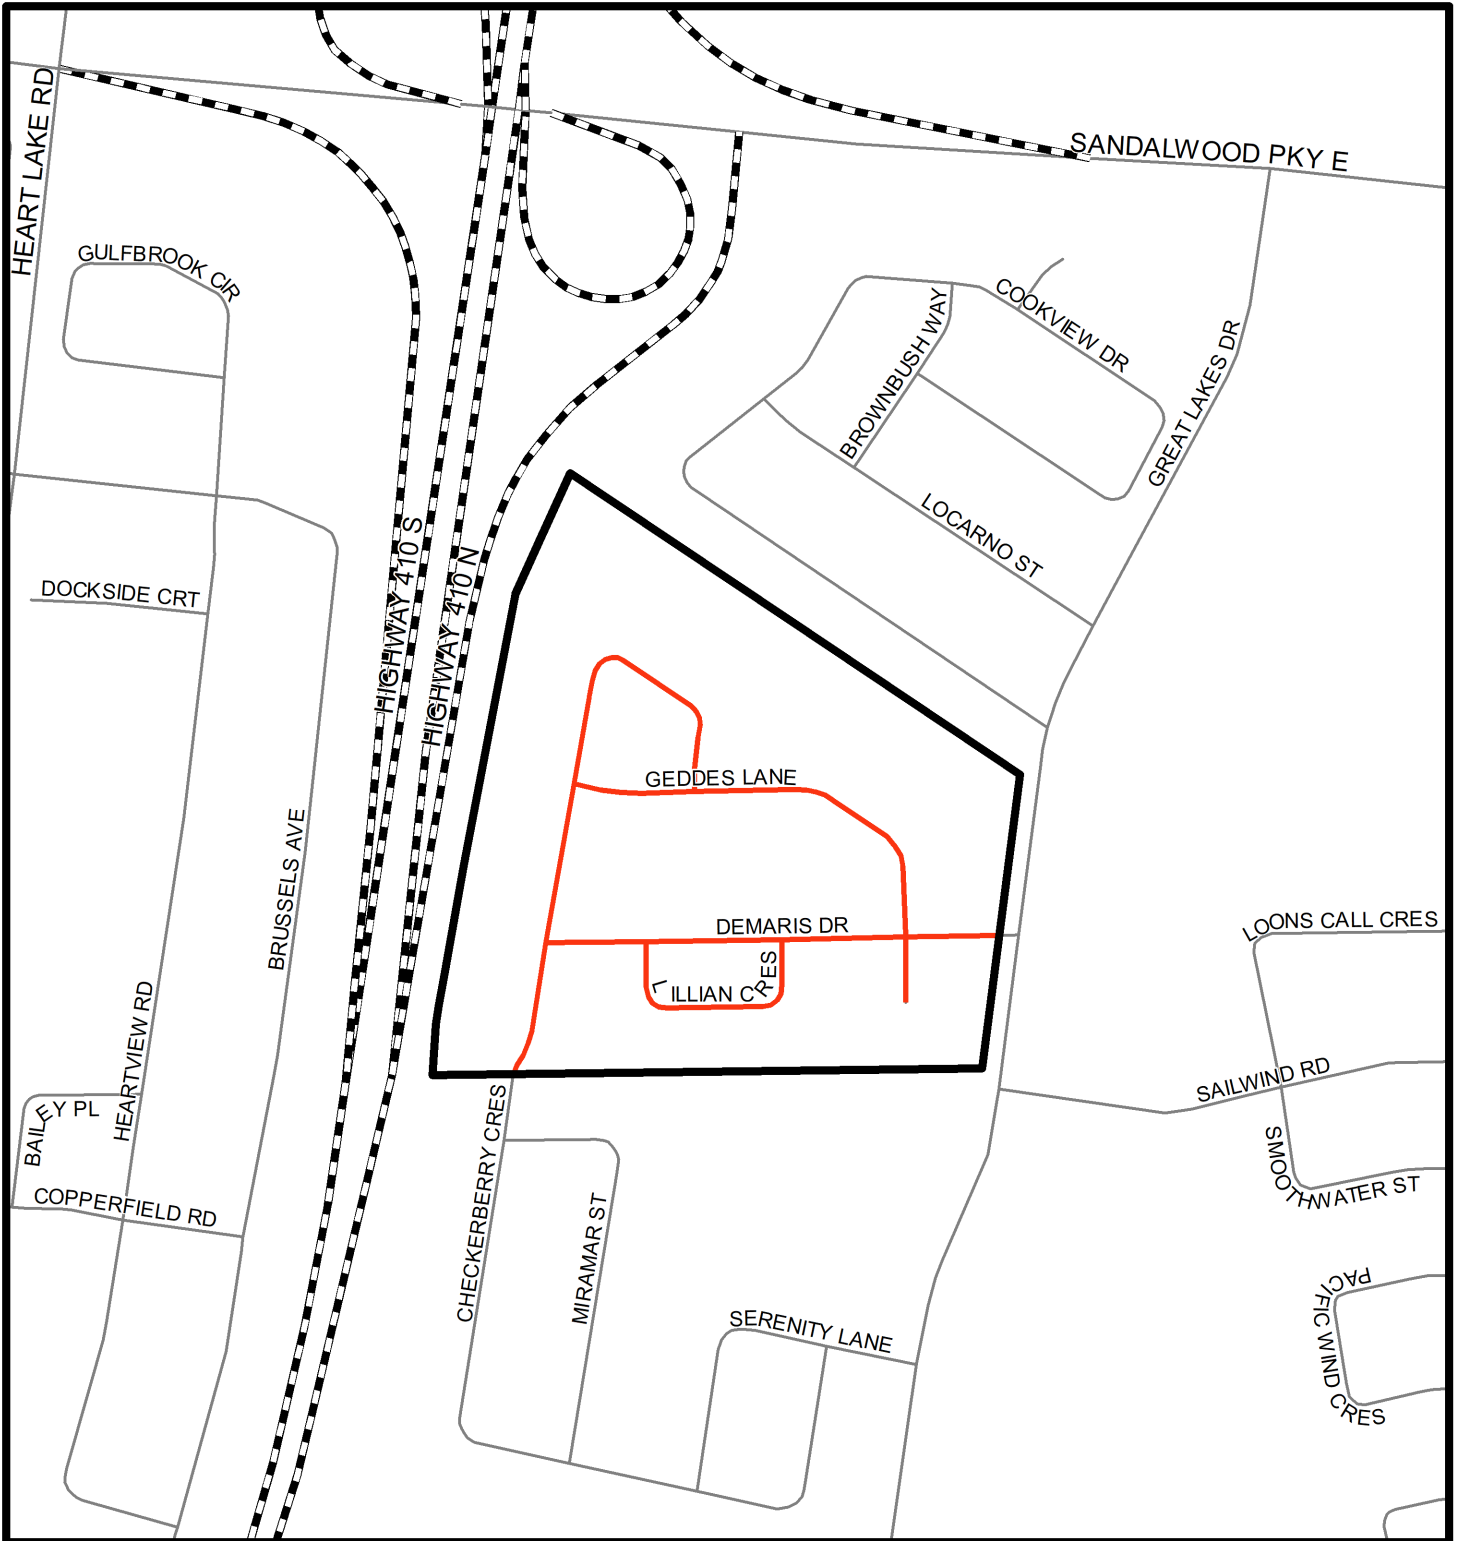 SANDALWOOD PKY E
HEART LAKE RD
GULFBROOK CIR
COOKVIEW DR
BROWNBUSH WAY
GREAT LAKES DR
LOCARNO ST
HIGHWAY 410 S
HIGHWAY 410 N
DOCKSIDE CRT
GEDDES LANE
BRUSSELS AVE
DEMARIS DR
LILLIAN CRES
LOONS CALL CRES
HEARTVIEW RD
SAILWIND RD
BAILEY PL
CHECKERBERRY CRES
SMOOTHWATER ST
COPPERFIELD RD
MIRAMAR ST
PACIFIC WIND CRES
SERENITY LANE